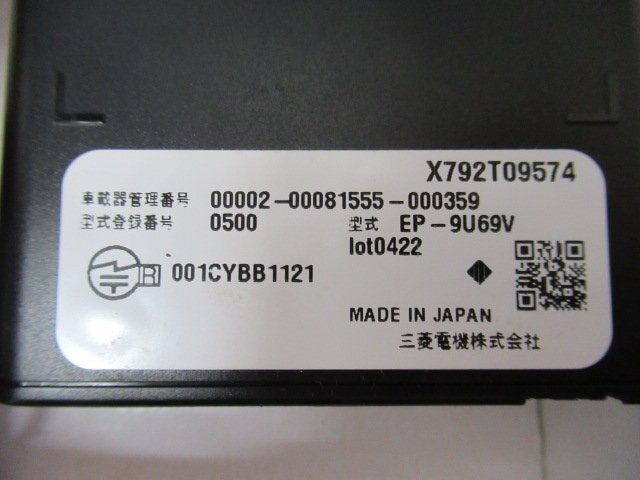 X792T09574
車載器管理番号 00002-00081555-000359
型式登録番号 0500 型式 EP-9U69V
lot0422
R 001CYBB1121
MADE IN JAPAN
三菱電機株式会社